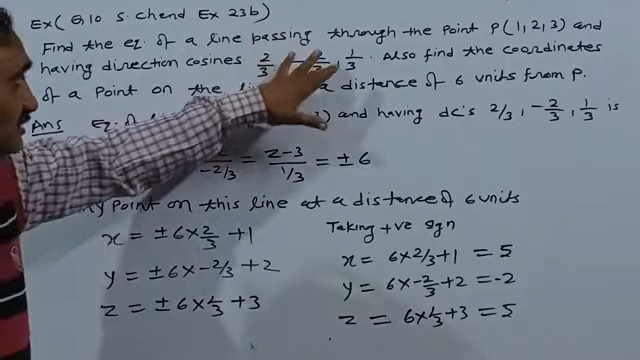 Ex( Q.10 S. Chand Ex 23b)
Find the eq. of a line passing through the point P(1,2,3) and
having direction cosines 2/3, -2/3, 1/3. Also find the coordinates
of a point on the a distance of 6 units from P.
Ans Eq. of and having dc's 2/3, -2/3, 1/3 is
-2/3 = z-3/1/3 = ±6
point on this line at a distance of 6 units
x = ±6×2/3 +1
y = ±6×-2/3 +2
z = ±6×1/3 +3
Taking +ve sign
x = 6×2/3+1 = 5
y = 6×-2/3+2 = -2
z = 6×1/3+3 = 5